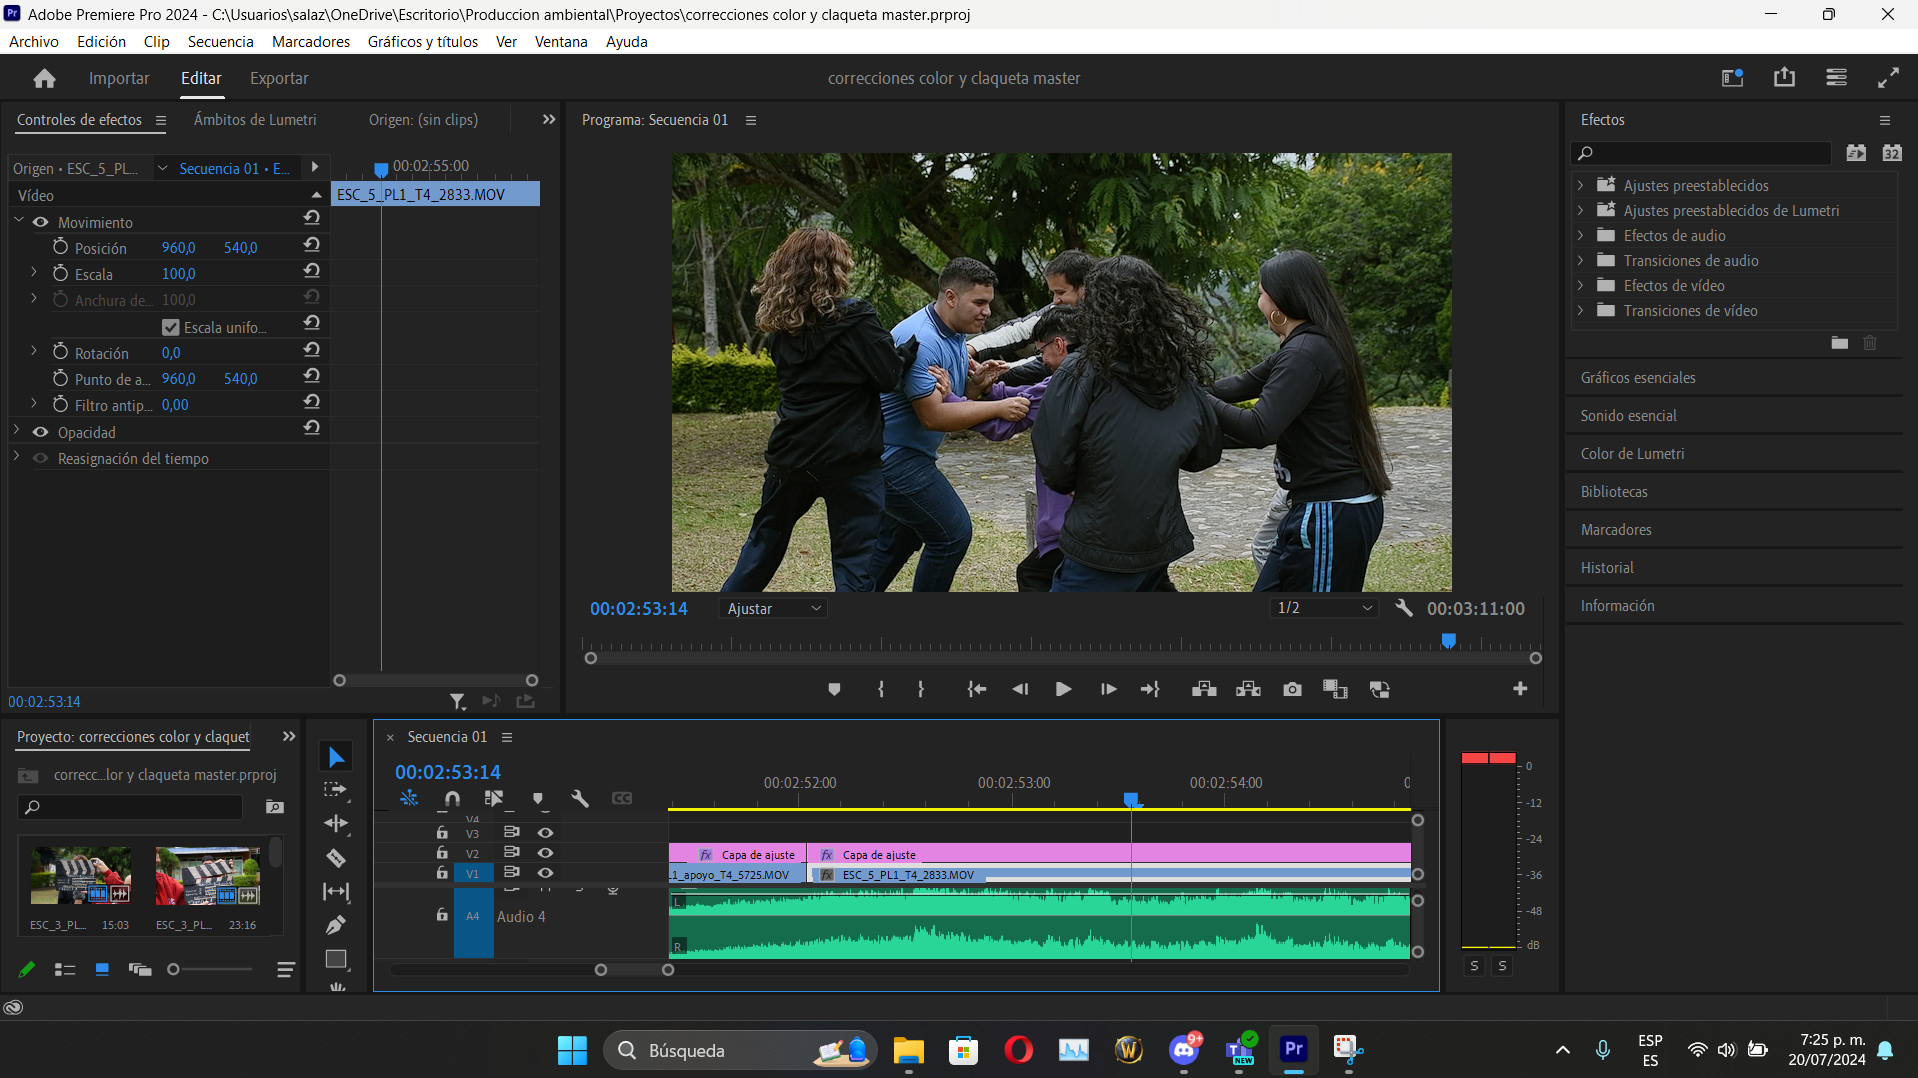 Adobe Premiere Pro 2024 - C:\Usuarios\salaz\OneDrive\Escritorio\Produccion ambiental\Proyectos\correcciones color y claqueta master.prproj
Archivo Edición Clip Secuencia Marcadores Gráficos y títulos Ver Ventana Ayuda
Importar Editar Exportar
correcciones color y claqueta master
Controles de efectos Ámbitos de Lumetri Origen: (sin clips)
Origen • ESC_5_PL... Secuencia 01 • E...
00:02:55:00
Vídeo
ESC_5_PL1_T4_2833.MOV
Movimiento
Posición 960,0 540,0
Escala 100,0
Anchura de... 100,0
Escala unifo...
Rotación 0,0
Punto de a... 960,0 540,0
Filtro antip... 0,00
Opacidad
Reasignación del tiempo
00:02:53:14
Programa: Secuencia 01
00:02:53:14 Ajustar 1/2 00:03:11:00
Efectos
32
Ajustes preestablecidos
Ajustes preestablecidos de Lumetri
Efectos de audio
Transiciones de audio
Efectos de vídeo
Transiciones de vídeo
Gráficos esenciales
Sonido esencial
Color de Lumetri
Bibliotecas
Marcadores
Historial
Información
Proyecto: correcciones color y claquet
correcc...lor y claqueta master.prproj
ESC_3_PL... 15:03
ESC_3_PL... 23:16
Secuencia 01
00:02:53:14
00:02:52:00 00:02:53:00 00:02:54:00 0
V4
V3
V2 fx Capa de ajuste fx Capa de ajuste
V1 .1_apoyo_T4_5725.MOV fx ESC_5_PL1_T4_2833.MOV
A4 Audio 4
L
R
0
-12
-24
-36
-48
dB
S S
Búsqueda
9+
NEW
Pr
ESP
ES
7:25 p. m.
20/07/2024